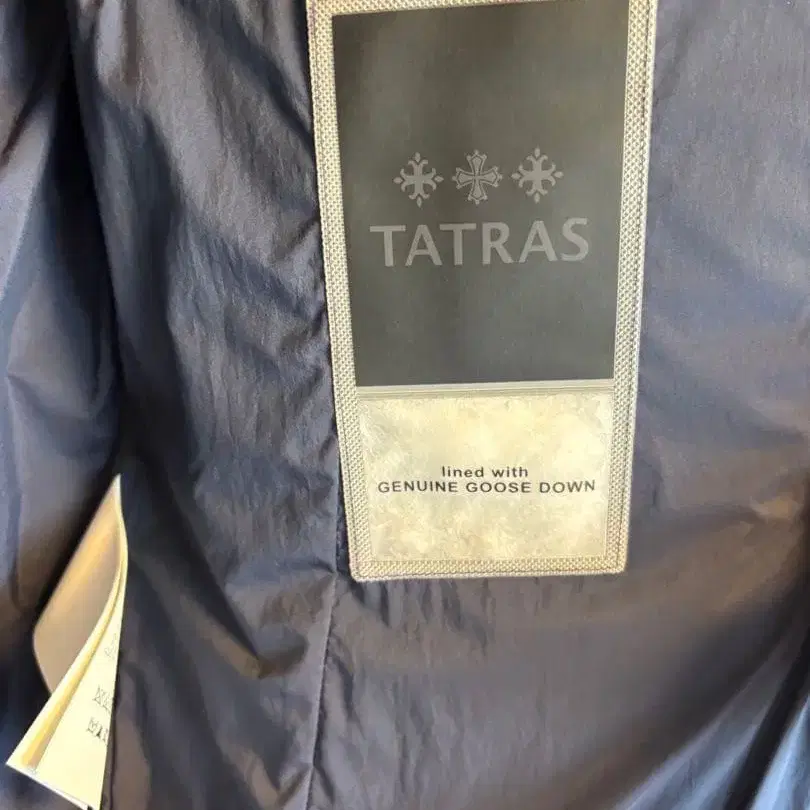 TATRAS
lined with
GENUINE GOOSE DOWN